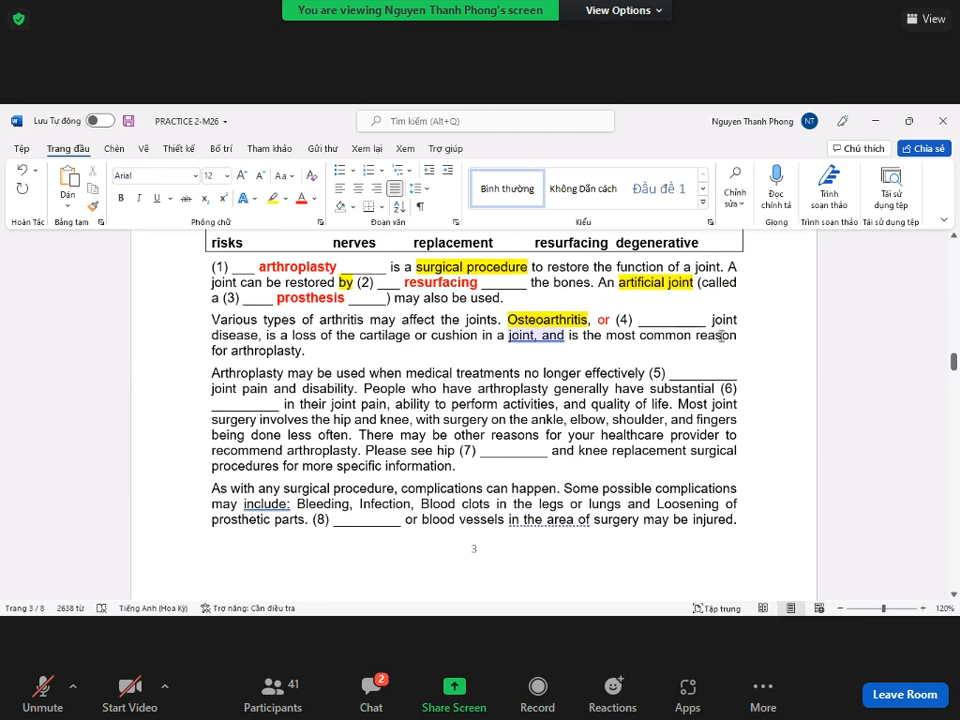 You are viewing Nguyen Thanh Phong's screen
View Options
View
Lưu Tự động
PRACTICE 2-M26
Tìm kiếm (Alt+Q)
Nguyen Thanh Phong
NT
Tệp Trang đầu Chèn Vẽ Thiết kế Bố trí Tham khảo Gửi thư Xem lại Xem Trợ giúp
Chú thích
Chia sẻ
Dán
Arial
12
Bình thường
Không Dãn cách
Đầu đề 1
Chỉnh sửa
Đọc chính tả
Trình soạn thảo
Tái sử dụng tệp
Hoàn Tác
Bảng tạm
Phông chữ
Đoạn văn
Kiểu
Giọng
Trình soạn thảo
Tái sử dụng tệp
risks nerves replacement resurfacing degenerative
(1) ___ arthroplasty ______ is a surgical procedure to restore the function of a joint. A
joint can be restored by (2) ___ resurfacing ______ the bones. An artificial joint (called
a (3) ____ prosthesis _____) may also be used.
Various types of arthritis may affect the joints. Osteoarthritis, or (4) _________ joint
disease, is a loss of the cartilage or cushion in a joint, and is the most common reason
for arthroplasty.
Arthroplasty may be used when medical treatments no longer effectively (5) _________
joint pain and disability. People who have arthroplasty generally have substantial (6)
_________ in their joint pain, ability to perform activities, and quality of life. Most joint
surgery involves the hip and knee, with surgery on the ankle, elbow, shoulder, and fingers
being done less often. There may be other reasons for your healthcare provider to
recommend arthroplasty. Please see hip (7) _________ and knee replacement surgical
procedures for more specific information.
As with any surgical procedure, complications can happen. Some possible complications
may include: Bleeding, Infection, Blood clots in the legs or lungs and Loosening of
prosthetic parts. (8) _________ or blood vessels in the area of surgery may be injured.
3
Trang 3 / 8
2638 từ
Tiếng Anh (Hoa Kỳ)
Trợ năng: Cần điều tra
Tập trung
120%
Unmute
Start Video
Participants
41
Chat
2
Share Screen
Record
Reactions
Apps
More
Leave Room